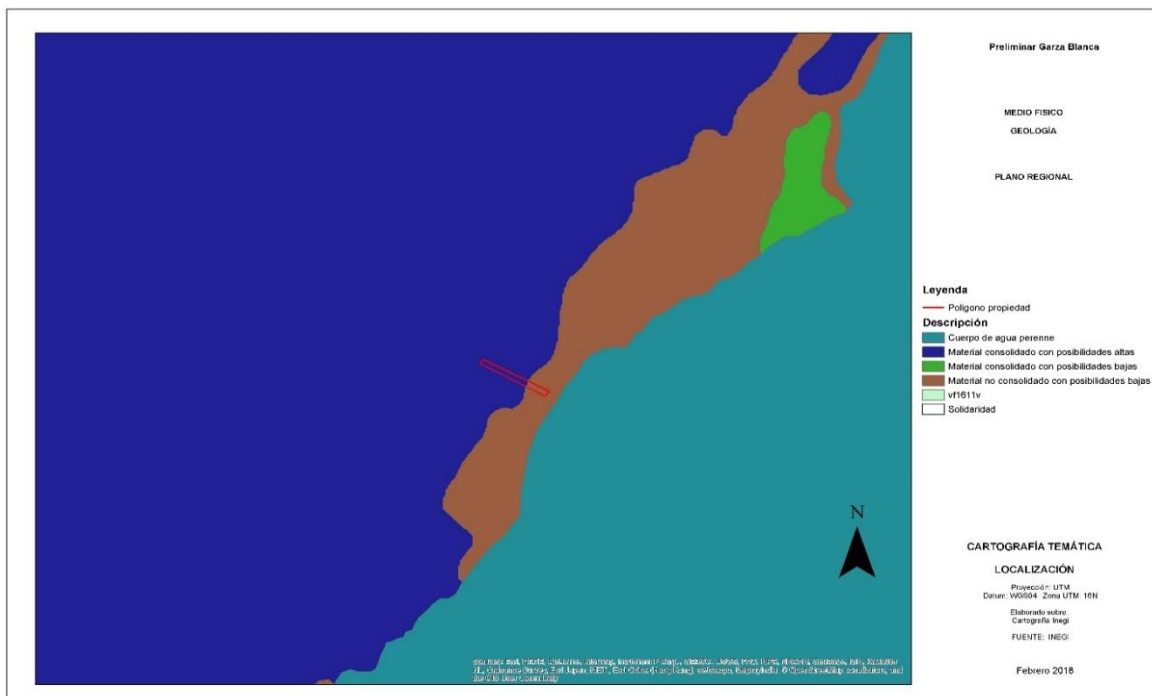 Preliminar Garza Blanca
MEDIO FISICO
GEOLOGÍA
PLANO REGIONAL
Leyenda
Poligono propiedad
Descripción
Cuerpo de agua perenne
Material consolidado con posibilidades altas
Material consolidado con posibilidades bajas
Material no consolidado con posibilidades bajas
vf1611v
Solidaridad
N
CARTOGRAFÍA TEMÁTICA
LOCALIZACIÓN
Proyección: UTM
Datum: WGS84 Zona UTM: 16N
Elaborado sobre:
Cartografía Inegi
FUENTE: INEGI
Febrero 2018